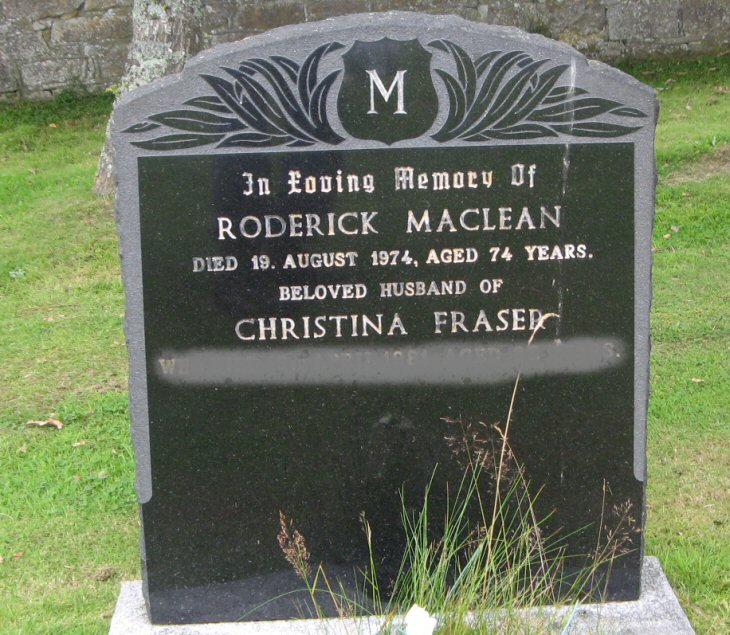 M
In Loving Memory Of
RODERICK MACLEAN
DIED 19. AUGUST 1974, AGED 74 YEARS.
BELOVED HUSBAND OF
CHRISTINA FRASER